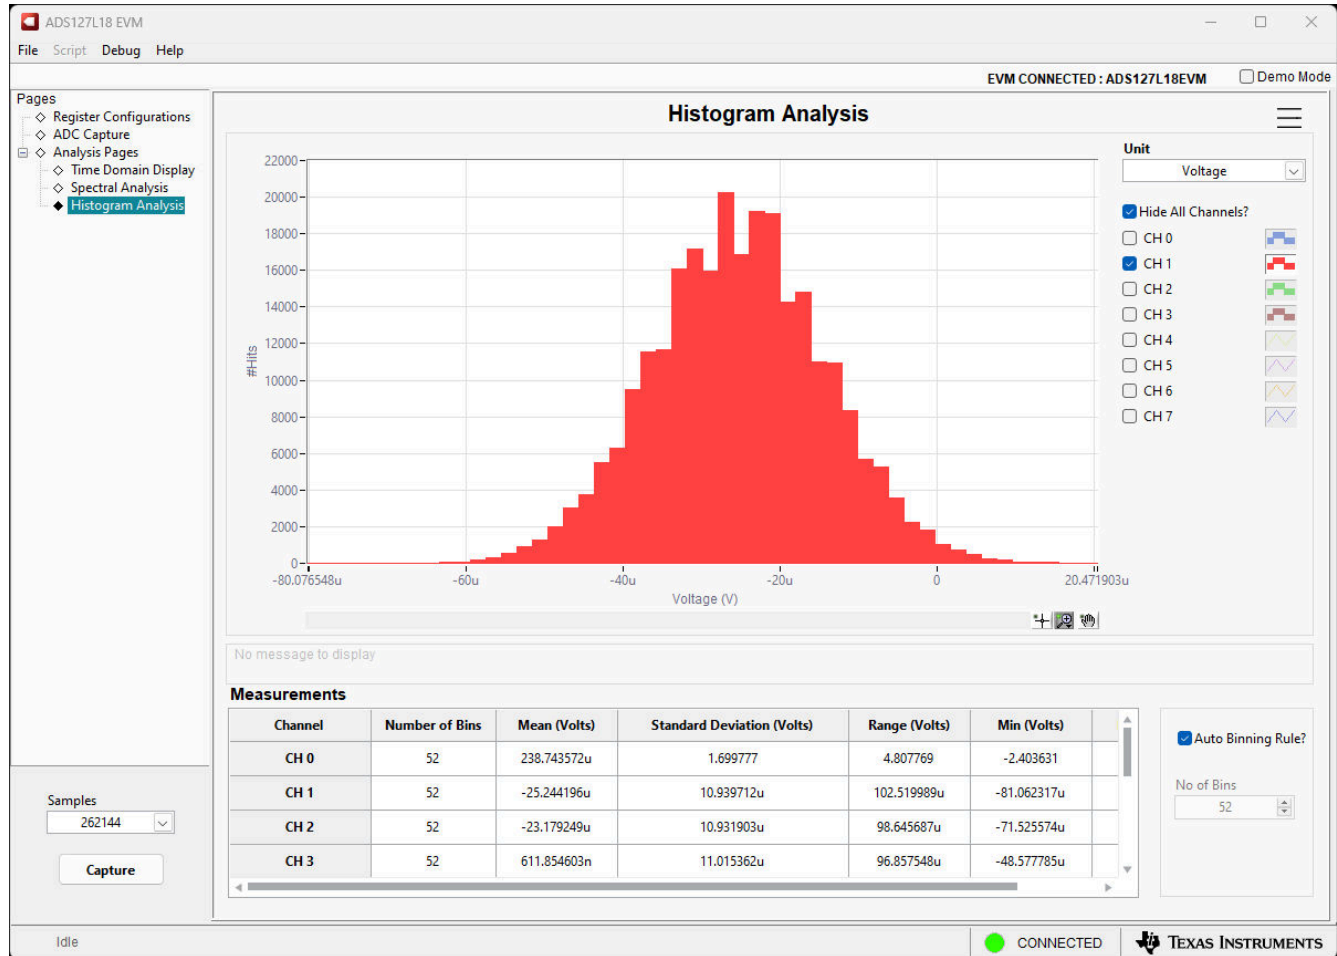 ADS127L18 EVM
File Script Debug Help
EVM CONNECTED : ADS127L18EVM Demo Mode
Pages
Register Configurations
ADC Capture
Analysis Pages
Time Domain Display
Spectral Analysis
Histogram Analysis
Samples
262144
Capture
Histogram Analysis
22000
20000
18000
16000
14000
12000
10000
8000
6000
4000
2000
0
#Hits
-80.076548u -60u -40u -20u 0 20.471903u
Voltage (V)
Unit
Voltage
Hide All Channels?
CH 0
CH 1
CH 2
CH 3
CH 4
CH 5
CH 6
CH 7
No message to display
Measurements
Channel Number of Bins Mean (Volts) Standard Deviation (Volts) Range (Volts) Min (Volts)
CH 0 52 238.743572u 1.699777 4.807769 -2.403631
CH 1 52 -25.244196u 10.939712u 102.519989u -81.062317u
CH 2 52 -23.179249u 10.931903u 98.645687u -71.525574u
CH 3 52 611.854603n 11.015362u 96.857548u -48.577785u
Auto Binning Rule?
No of Bins
52
Idle CONNECTED TEXAS INSTRUMENTS